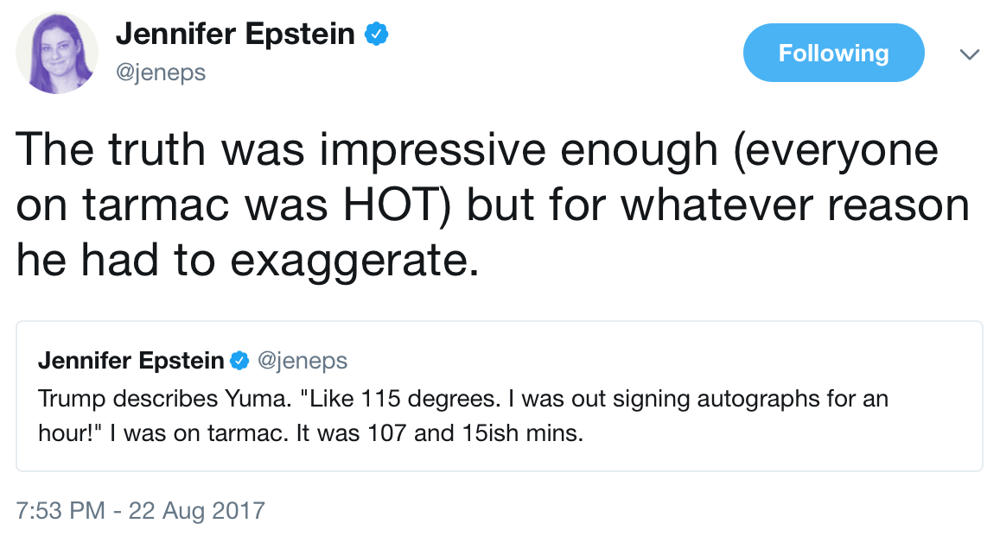 Jennifer Epstein
@jeneps
Following
The truth was impressive enough (everyone
on tarmac was HOT) but for whatever reason
he had to exaggerate.
Jennifer Epstein @jeneps
Trump describes Yuma. "Like 115 degrees. I was out signing autographs for an
hour!" I was on tarmac. It was 107 and 15ish mins.
7:53 PM - 22 Aug 2017